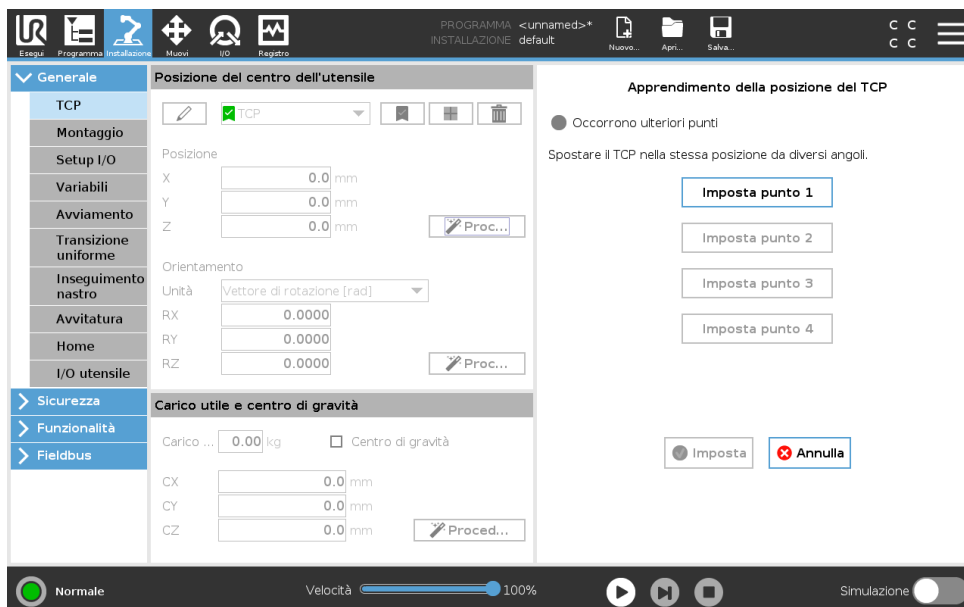 PROGRAMMA <unnamed>*
INSTALLAZIONE default
UR
Esegui
Programma
Installazione
Muovi
I/O
Registro
Nuovo...
Apri...
Salva...
C C
C C
Generale
TCP
Montaggio
Setup I/O
Variabili
Avviamento
Transizione
uniforme
Inseguimento
nastro
Avvitatura
Home
I/O utensile
Sicurezza
Funzionalità
Fieldbus
Posizione del centro dell'utensile
TCP
Posizione
X 0.0 mm
Y 0.0 mm
Z 0.0 mm
Proc...
Orientamento
Unità Vettore di rotazione [rad]
RX 0.0000
RY 0.0000
RZ 0.0000
Proc...
Carico utile e centro di gravità
Carico ... 0.00 kg Centro di gravità
CX 0.0 mm
CY 0.0 mm
CZ 0.0 mm
Proced...
Apprendimento della posizione del TCP
Occorrono ulteriori punti
Spostare il TCP nella stessa posizione da diversi angoli.
Imposta punto 1
Imposta punto 2
Imposta punto 3
Imposta punto 4
Imposta
Annulla
Normale
Velocità 100%
Simulazione